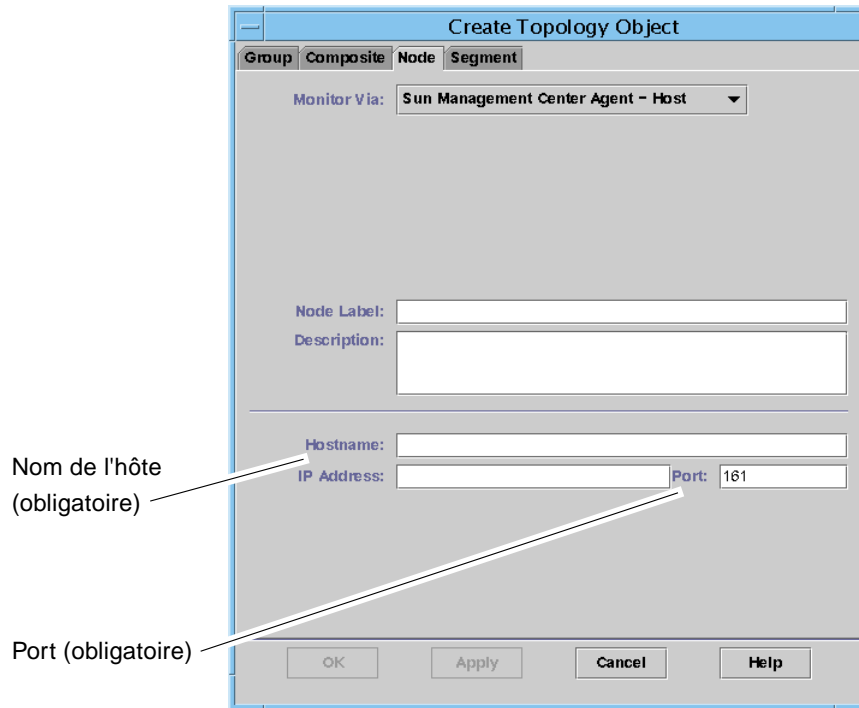 Create Topology Object
Group Composite Node Segment
Monitor Via: Sun Management Center Agent - Host
Node Label:
Description:
Hostname:
Nom de l'hôte
(obligatoire)
IP Address: Port: 161
Port (obligatoire)
OK Apply Cancel Help